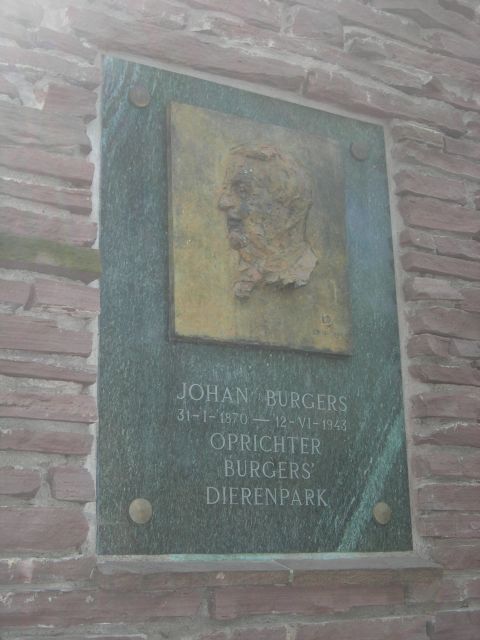 JOHAN BURGERS
31-I-1870 — 12-VI-1943
OPRICHTER
BURGERS'
DIERENPARK